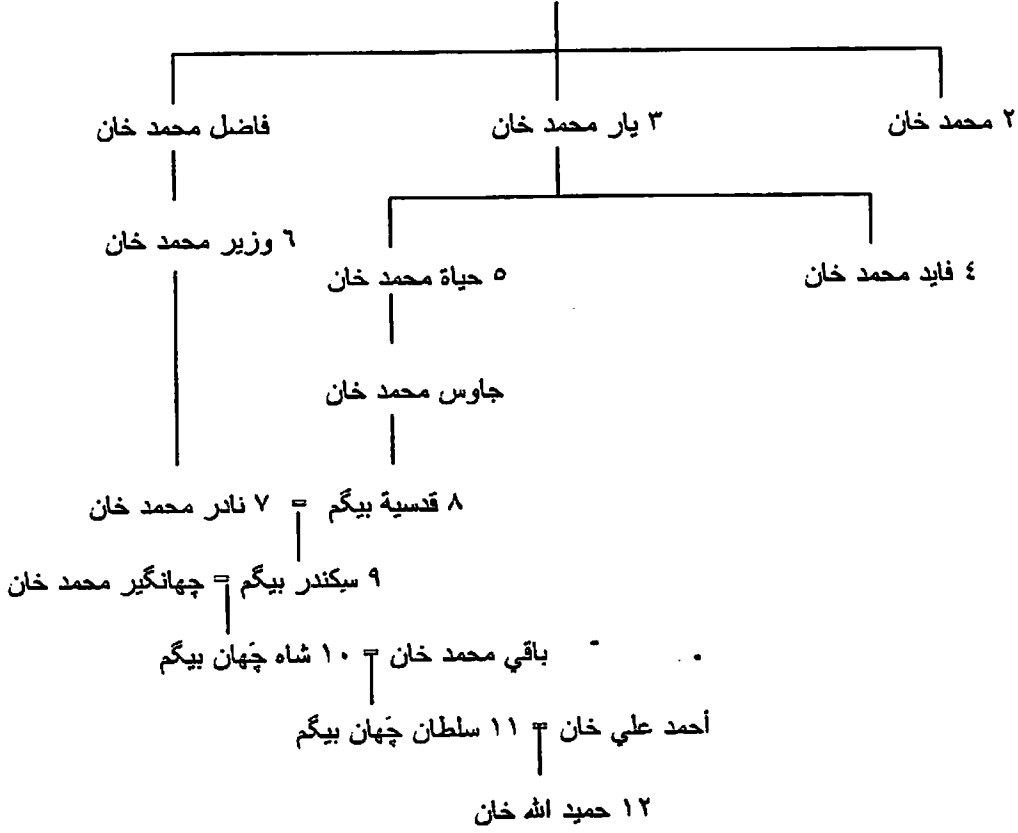 ٢ محمد خان
٣ يار محمد خان
فاضل محمد خان
٤ فايد محمد خان
٥ حياة محمد خان
٦ وزير محمد خان
جاوس محمد خان
٨ قدسية بيگم = ٧ نادر محمد خان
٩ سيكندر بيگم = چهانگير محمد خان
باقي محمد خان = ١٠ شاه چَهان بيگم
أحمد علي خان = ١١ سلطان چَهان بيگم
١٢ حميد الله خان